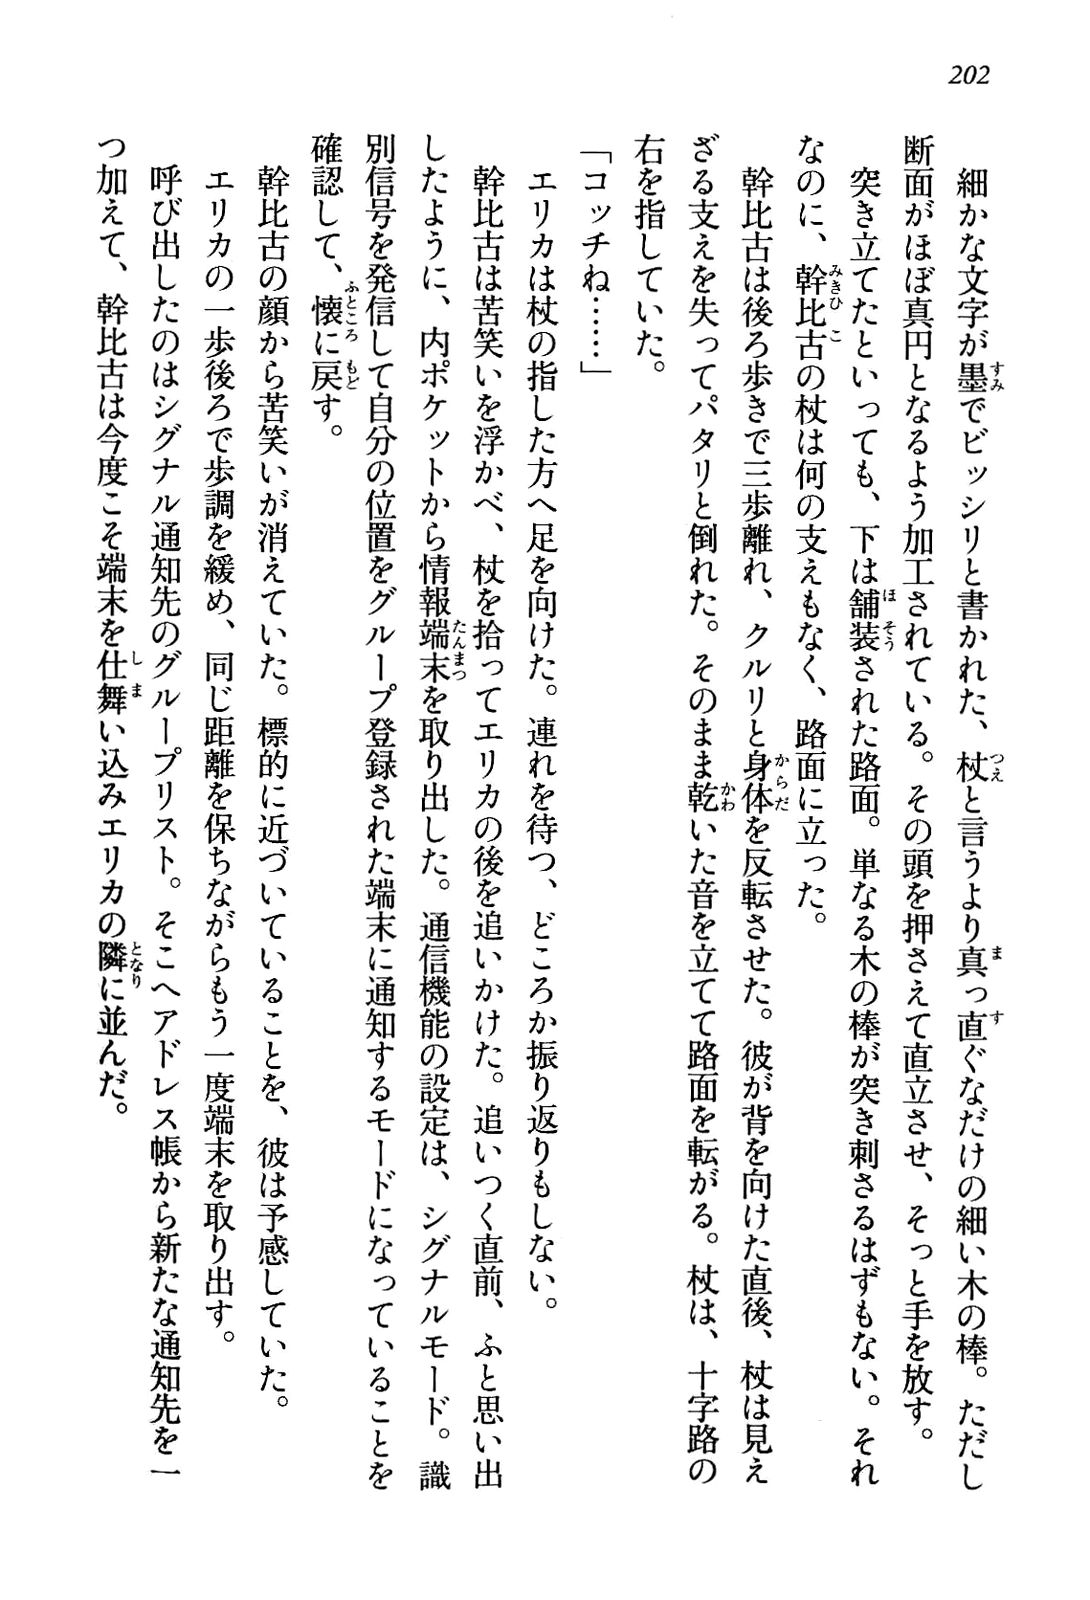 202
細かな文字が墨でビッシリと書かれた、杖と言うより真っ直ぐなだけの細い木の棒。ただし
断面がほぼ真円となるよう加工されている。その頭を押さえて直立させ、そっと手を放す。
突き立てたといっても、下は舗装された路面。単なる木の棒が突き刺さるはずもない。それ
なのに、幹比古の杖は何の支えもなく、路面に立った。
幹比古は後ろ歩きで三歩離れ、クルリと身体を反転させた。彼が背を向けた直後、杖は見え
ざる支えを失ってパタリと倒れた。そのまま乾いた音を立てて路面を転がる。杖は、十字路の
右を指していた。
「コッチね……」
エリカは杖の指した方へ足を向けた。連れを待つ、どころか振り返りもしない。
幹比古は苦笑いを浮かべ、杖を拾ってエリカの後を追いかけた。追いつく直前、ふと思い出
したように、内ポケットから情報端末を取り出した。通信機能の設定は、シグナルモード。識
別信号を発信して自分の位置をグループ登録された端末に通知するモードになっていることを
確認して、懐に戻す。
幹比古の顔から苦笑いが消えていた。標的に近づいていることを、彼は予感していた。
エリカの一歩後ろで歩調を緩め、同じ距離を保ちながらもう一度端末を取り出す。
呼び出したのはシグナル通知先のグループリスト。そこへアドレス帳から新たな通知先を一
つ加えて、幹比古は今度こそ端末を仕舞い込みエリカの隣に並んだ。